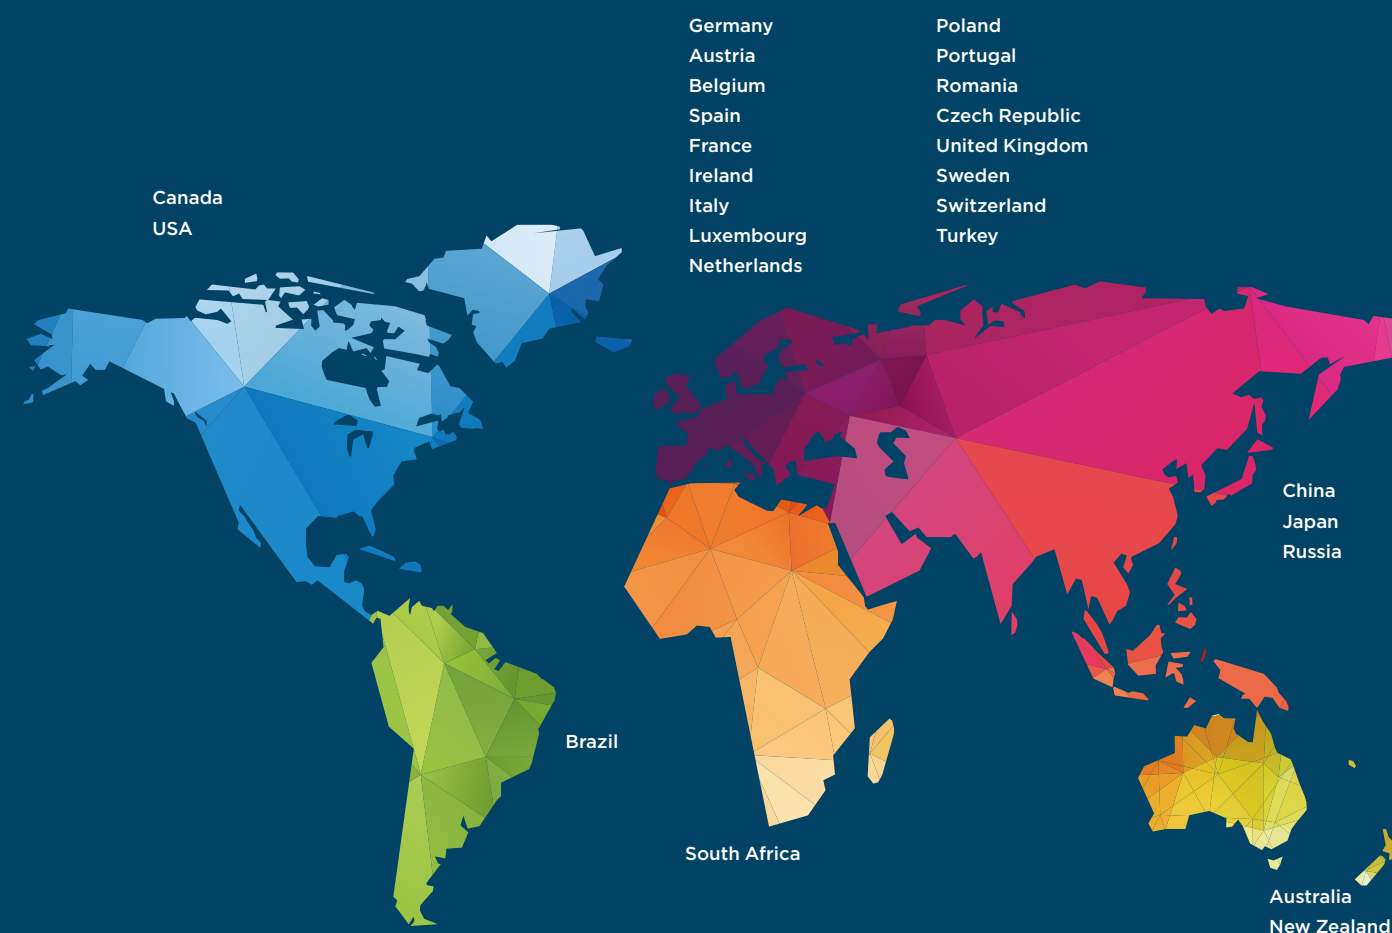 Germany
Austria
Belgium
Spain
France
Ireland
Italy
Luxembourg
Netherlands
Poland
Portugal
Romania
Czech Republic
United Kingdom
Sweden
Switzerland
Turkey
Canada
USA
China
Japan
Russia
Brazil
South Africa
Australia
New Zealand